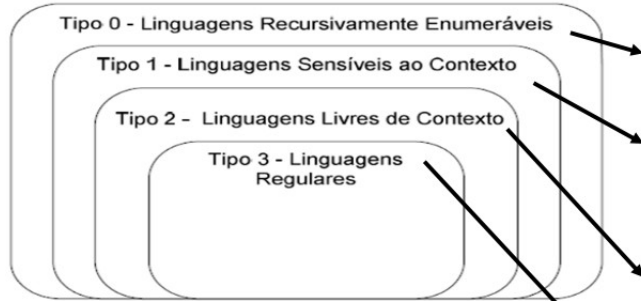 Tipo 0 - Linguagens Recursivamente Enumeráveis
Tipo 1 - Linguagens Sensíveis ao Contexto
Tipo 2 - Linguagens Livres de Contexto
Tipo 3 - Linguagens
Regulares